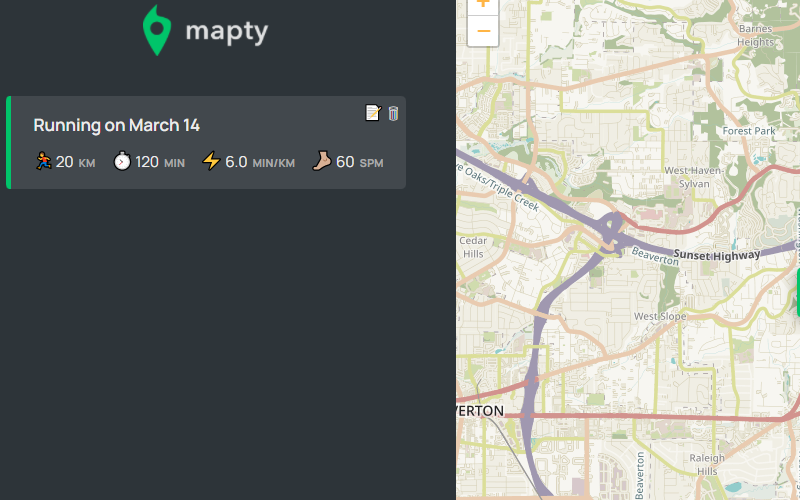 mapty
Running on March 14
20 KM 120 MIN 6.0 MIN/KM 60 SPM
+
−
Barnes
Heights
Forest Park
West Haven-
Sylvan
ve Oaks/Triple Creek
Cedar
Hills
Beaverton
Sunset Highway
West Slope
VERTON
Raleigh
Hills
Beaverton